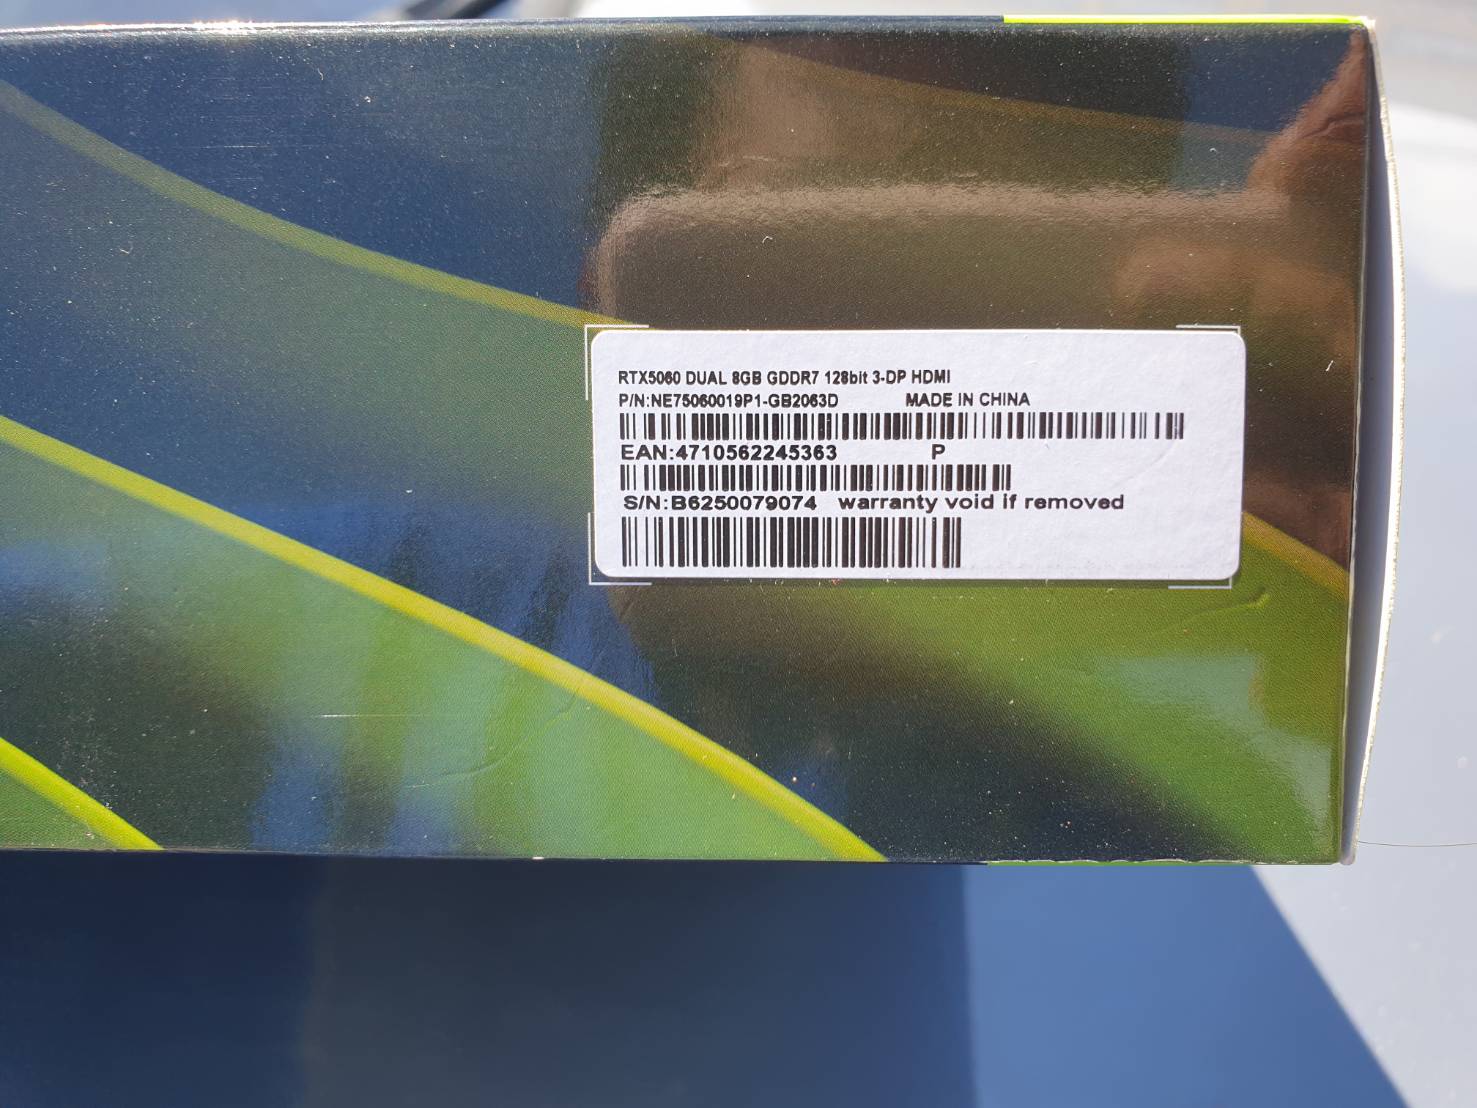 RTX5060 DUAL 8GB GDDR7 128bit 3-DP HDMI
P/N:NE75060019P1-GB2063D MADE IN CHINA
EAN:4710562245363 P
S/N:B6250079074 warranty void if removed